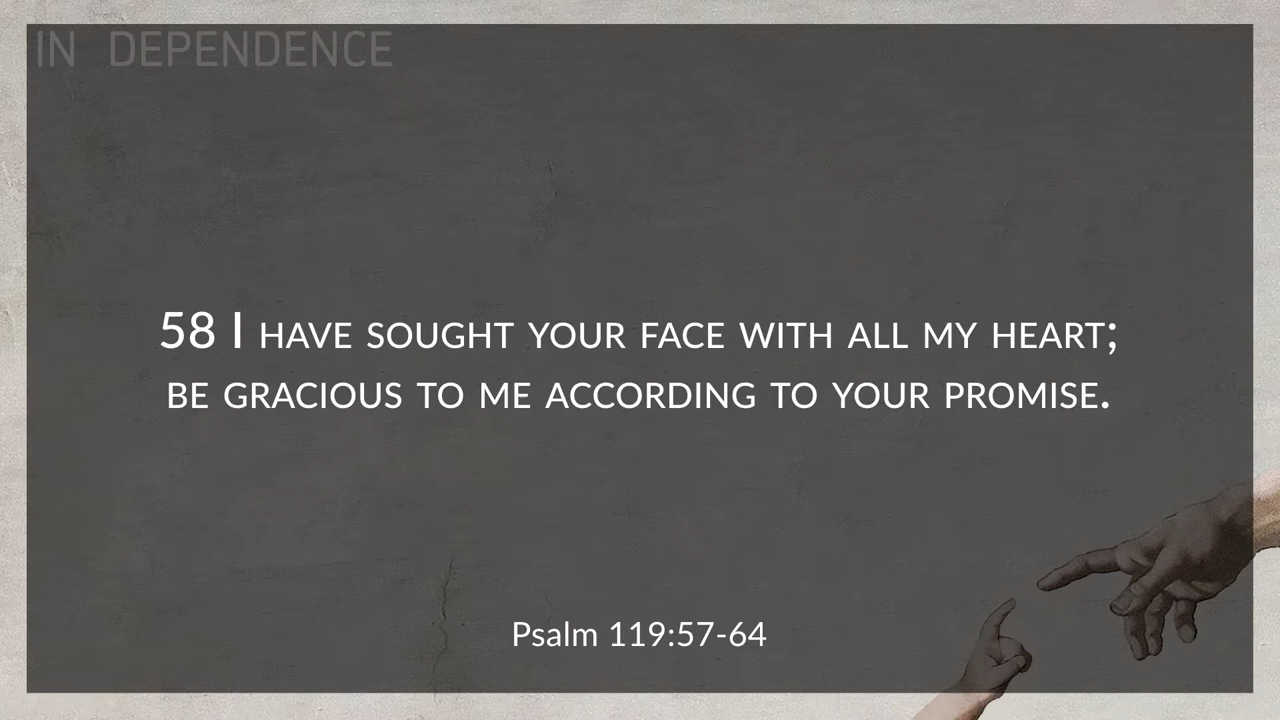 IN DEPENDENCE
58 I HAVE SOUGHT YOUR FACE WITH ALL MY HEART;
BE GRACIOUS TO ME ACCORDING TO YOUR PROMISE.
Psalm 119:57-64